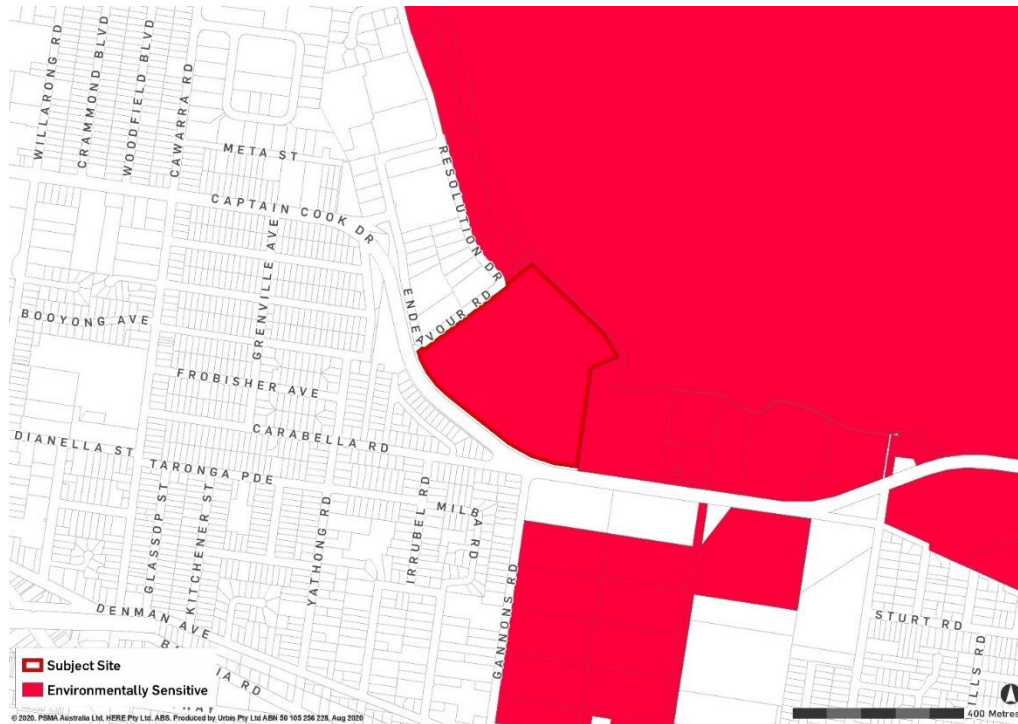 WILLARONG RD
CRAMMOND BLVD
WOODFIELD BLVD
CAWARRA RD
META ST
CAPTAIN COOK DR
RESOLUTION DR
GRENVILLE AVE
ENDEAVOUR RD
BOOYONG AVE
FROBISHER AVE
CARABELLA RD
DIANELLA ST
TARONGA PDE
GLASSOP ST
KITCHENER ST
YATHONG RD
IRRUBEL RD
MILBA RD
GANNONS RD
DENMAN AVE
STURT RD
LLS RD
Subject Site
Environmentally Sensitive
400 Metres
© 2020. PSMA Australia Ltd, HERE Pty Ltd. ABS. Produced by Urbis Pty Ltd ABN 50 105 256 228, Aug 2020